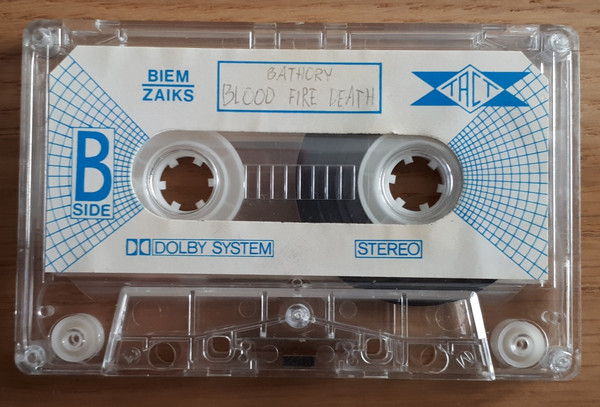 BIEM
ZAIKS
BATHORY
BLOOD FIRE DEATH
TACT
B
SIDE
DOLBY SYSTEM
STEREO